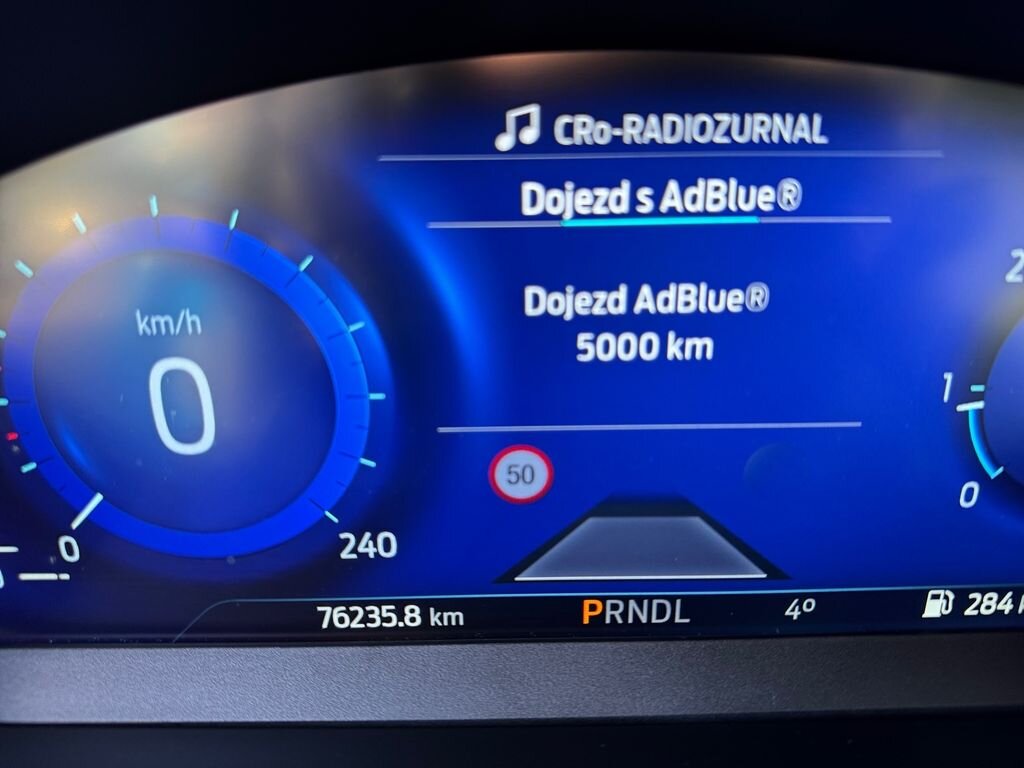 CRo-RADIOZURNAL
Dojezd s AdBlue®
Dojezd AdBlue®
5000 km
km/h
0
0
240
50
1
0
76235.8 km
PRNDL
4º
284